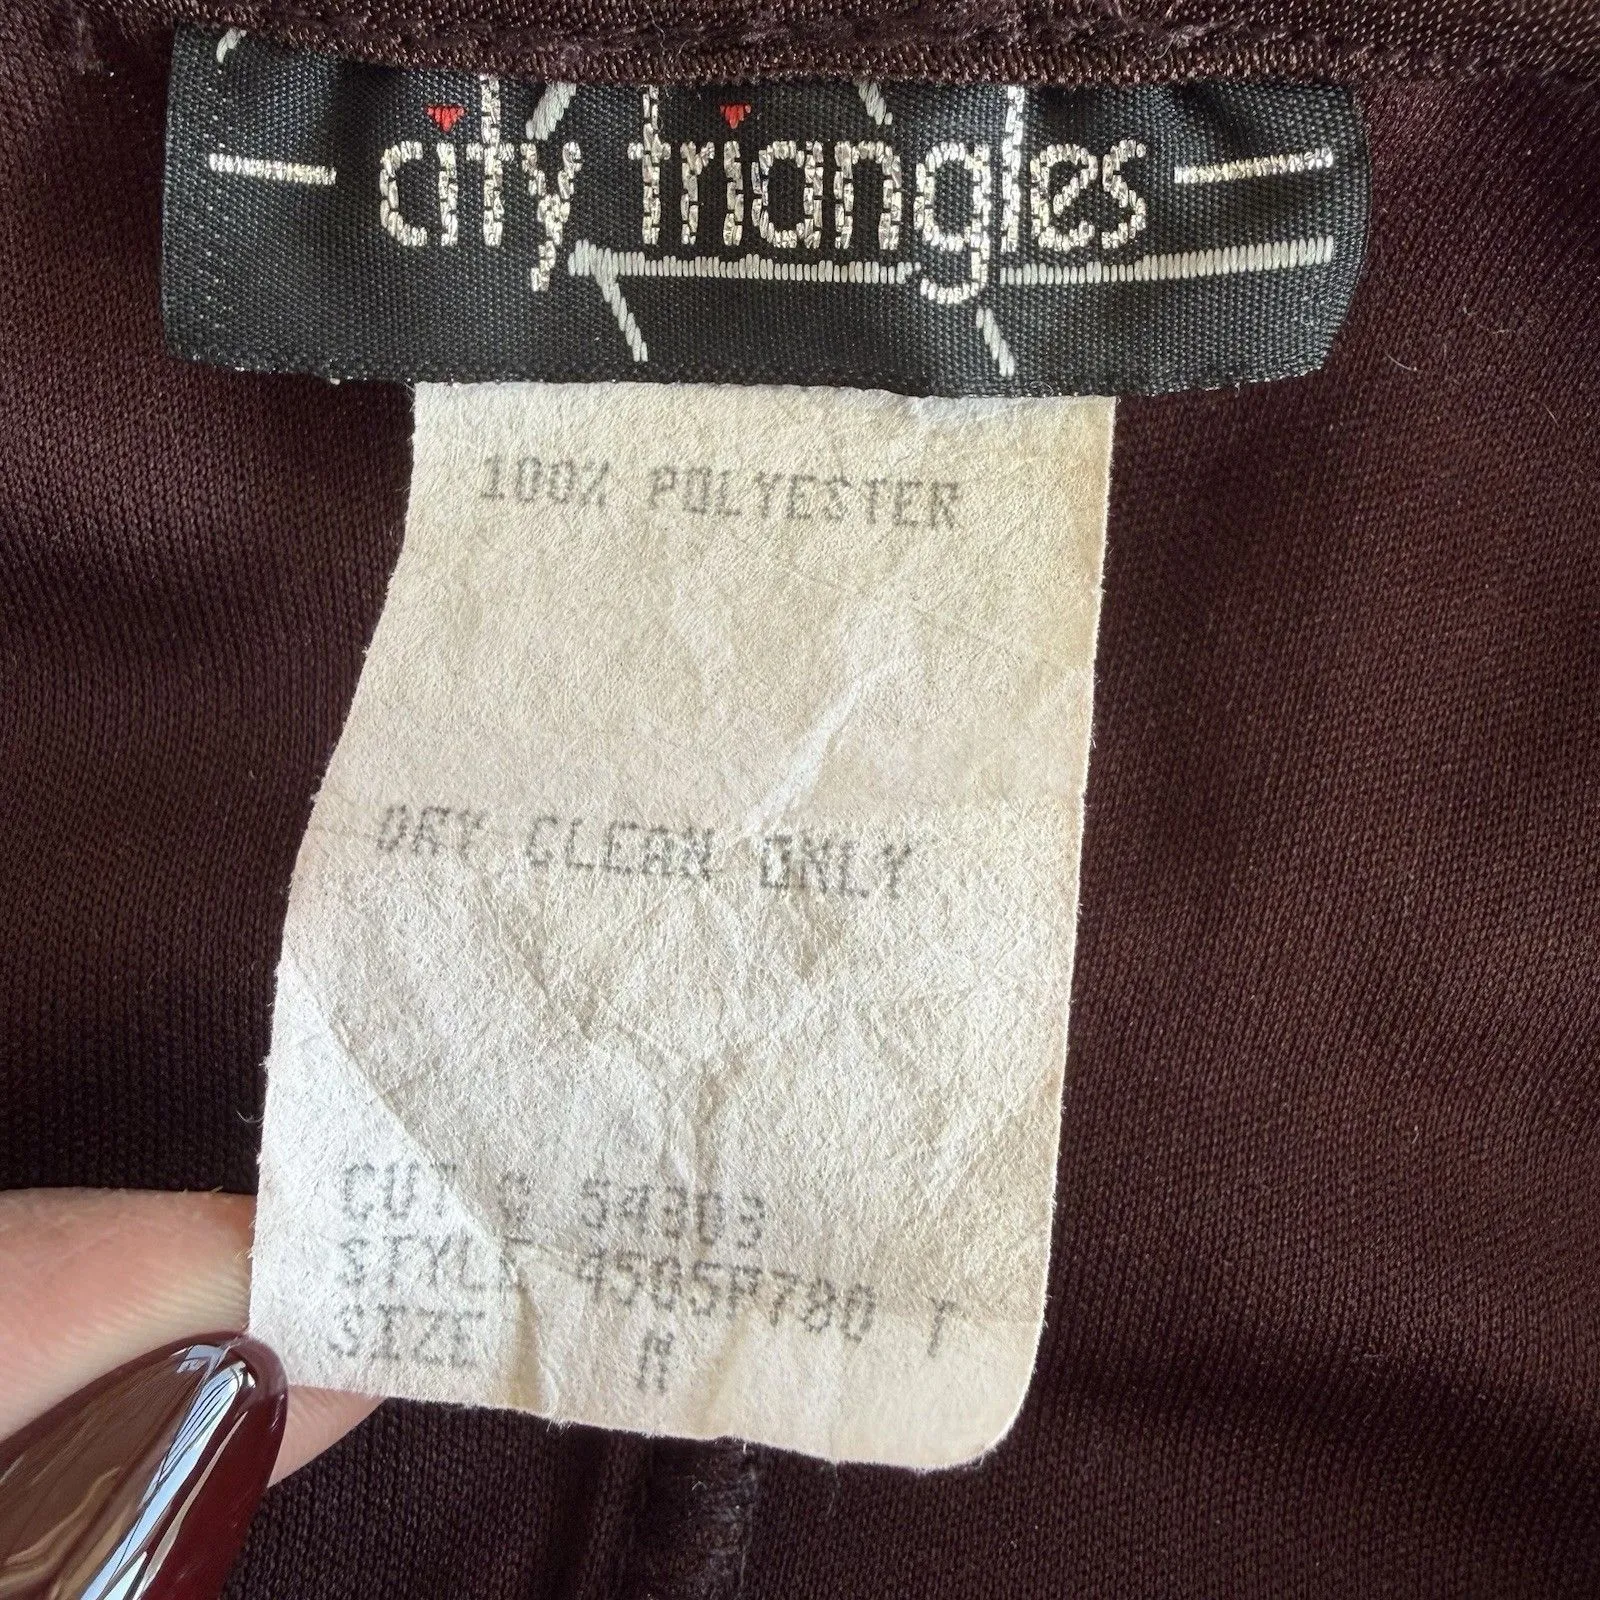 city triangles
100% POLYESTER
DRY CLEAN ONLY
CUT # 54303
STYLE 4505P780 T
SIZE M